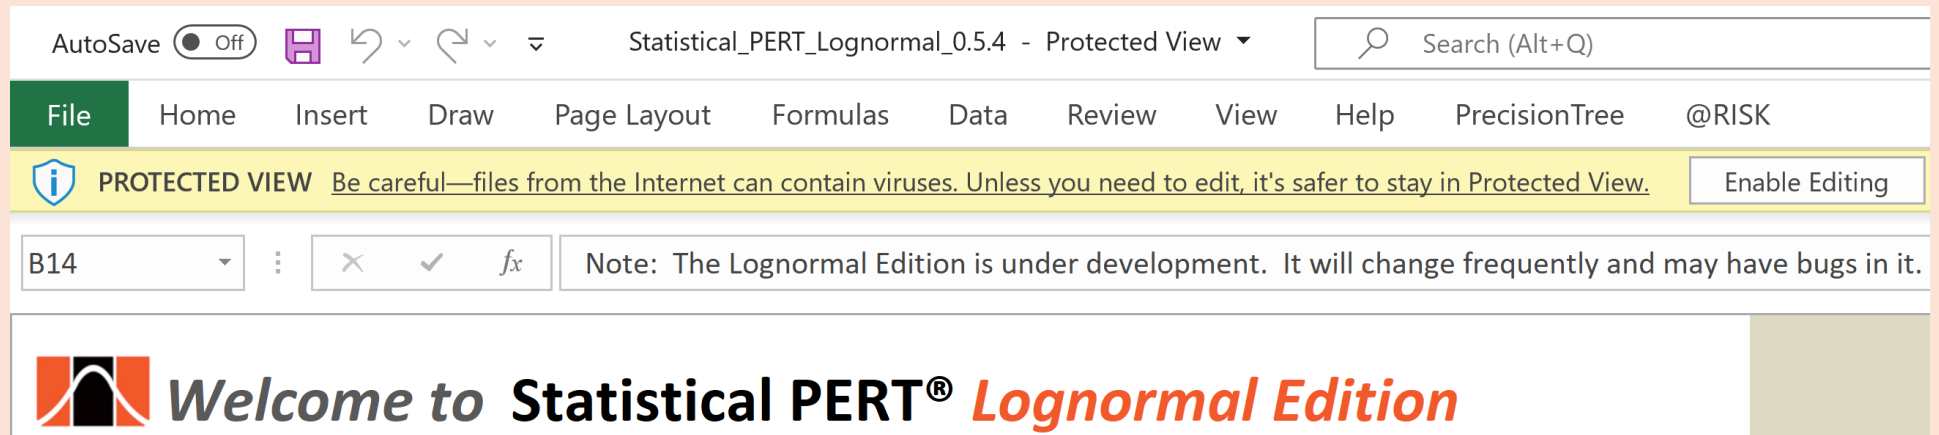 AutoSave Off Statistical_PERT_Lognormal_0.5.4 - Protected View Search (Alt+Q)
File Home Insert Draw Page Layout Formulas Data Review View Help PrecisionTree @RISK
PROTECTED VIEW Be careful—files from the Internet can contain viruses. Unless you need to edit, it's safer to stay in Protected View. Enable Editing
B14 fx Note:  The Lognormal Edition is under development.  It will change frequently and may have bugs in it.
Welcome to Statistical PERT® Lognormal Edition